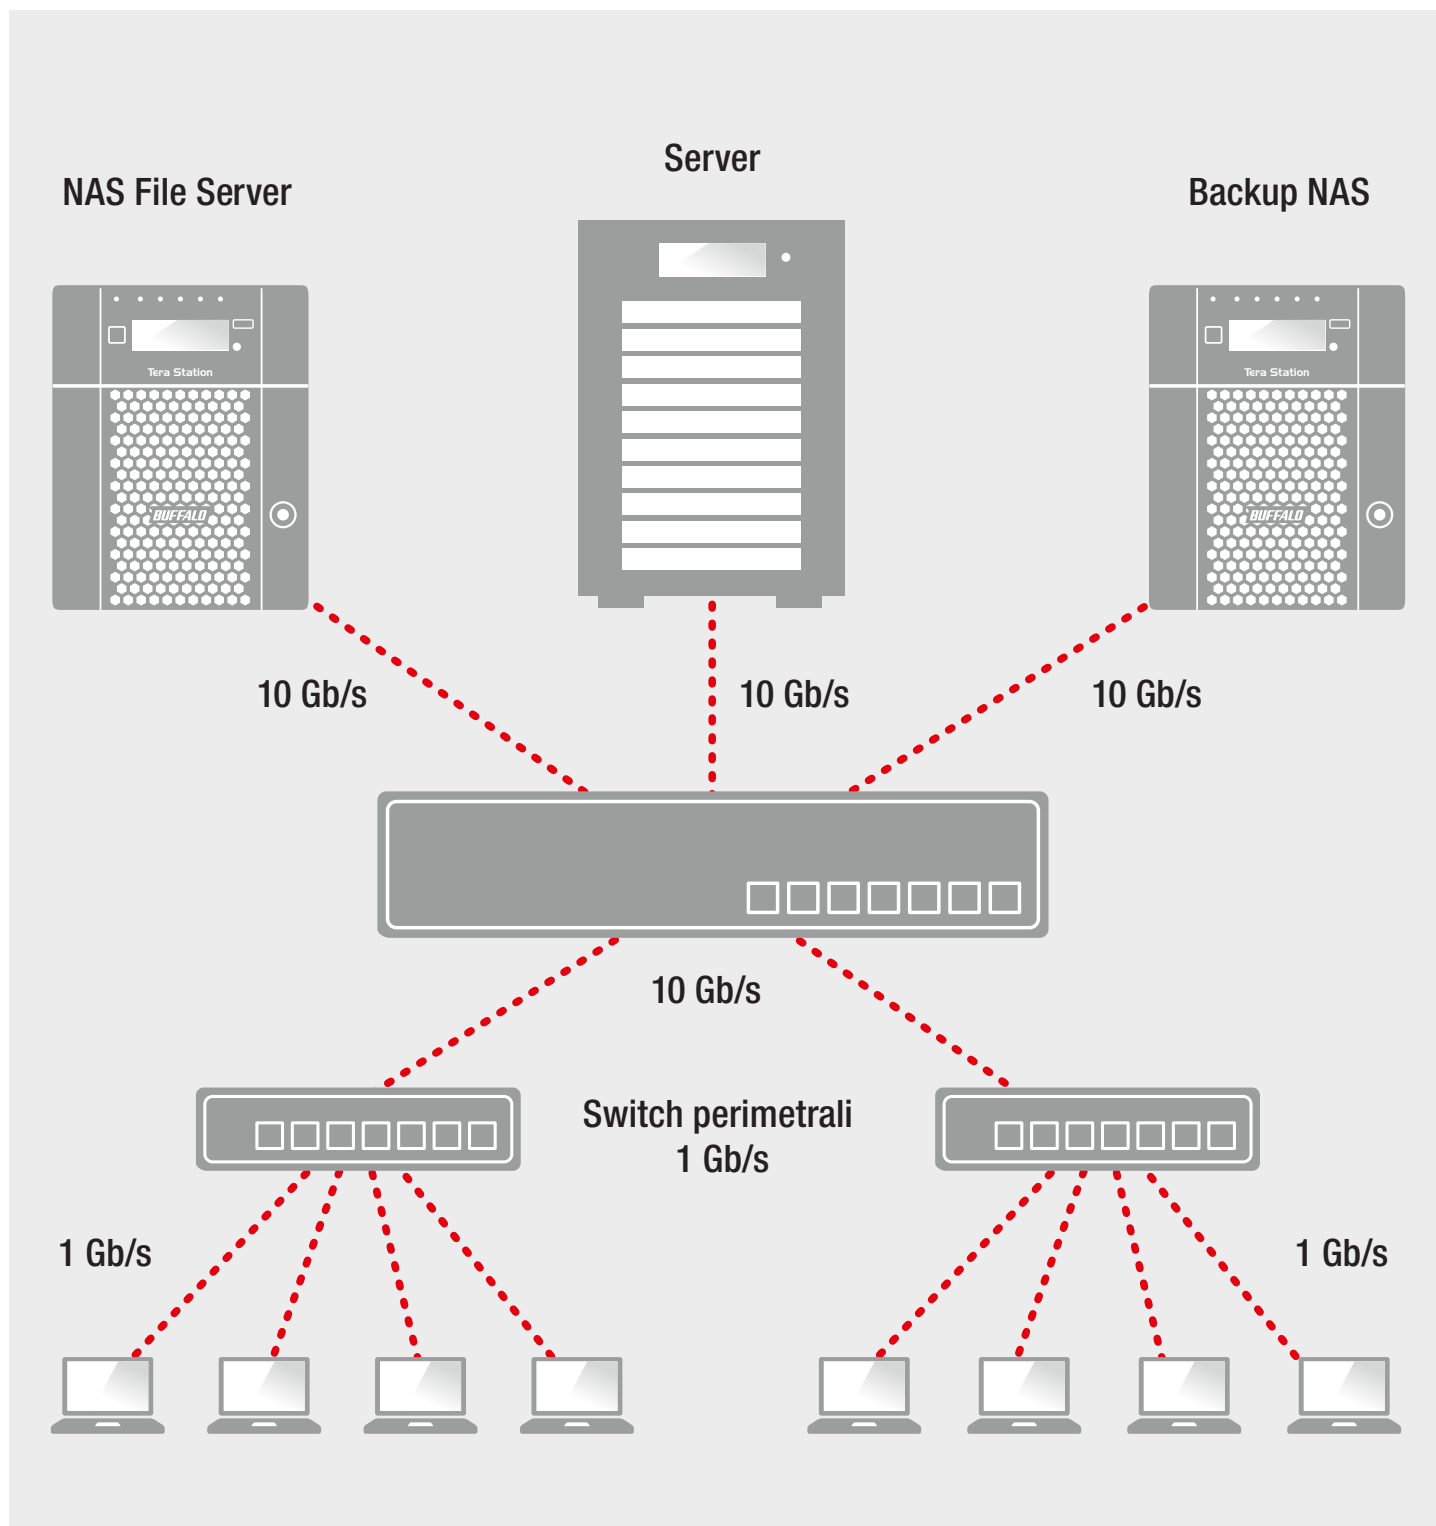 Server
NAS File Server
Backup NAS
Tera Station
Tera Station
BUFFALO
BUFFALO
10 Gb/s
10 Gb/s
10 Gb/s
10 Gb/s
Switch perimetrali
1 Gb/s
1 Gb/s
1 Gb/s